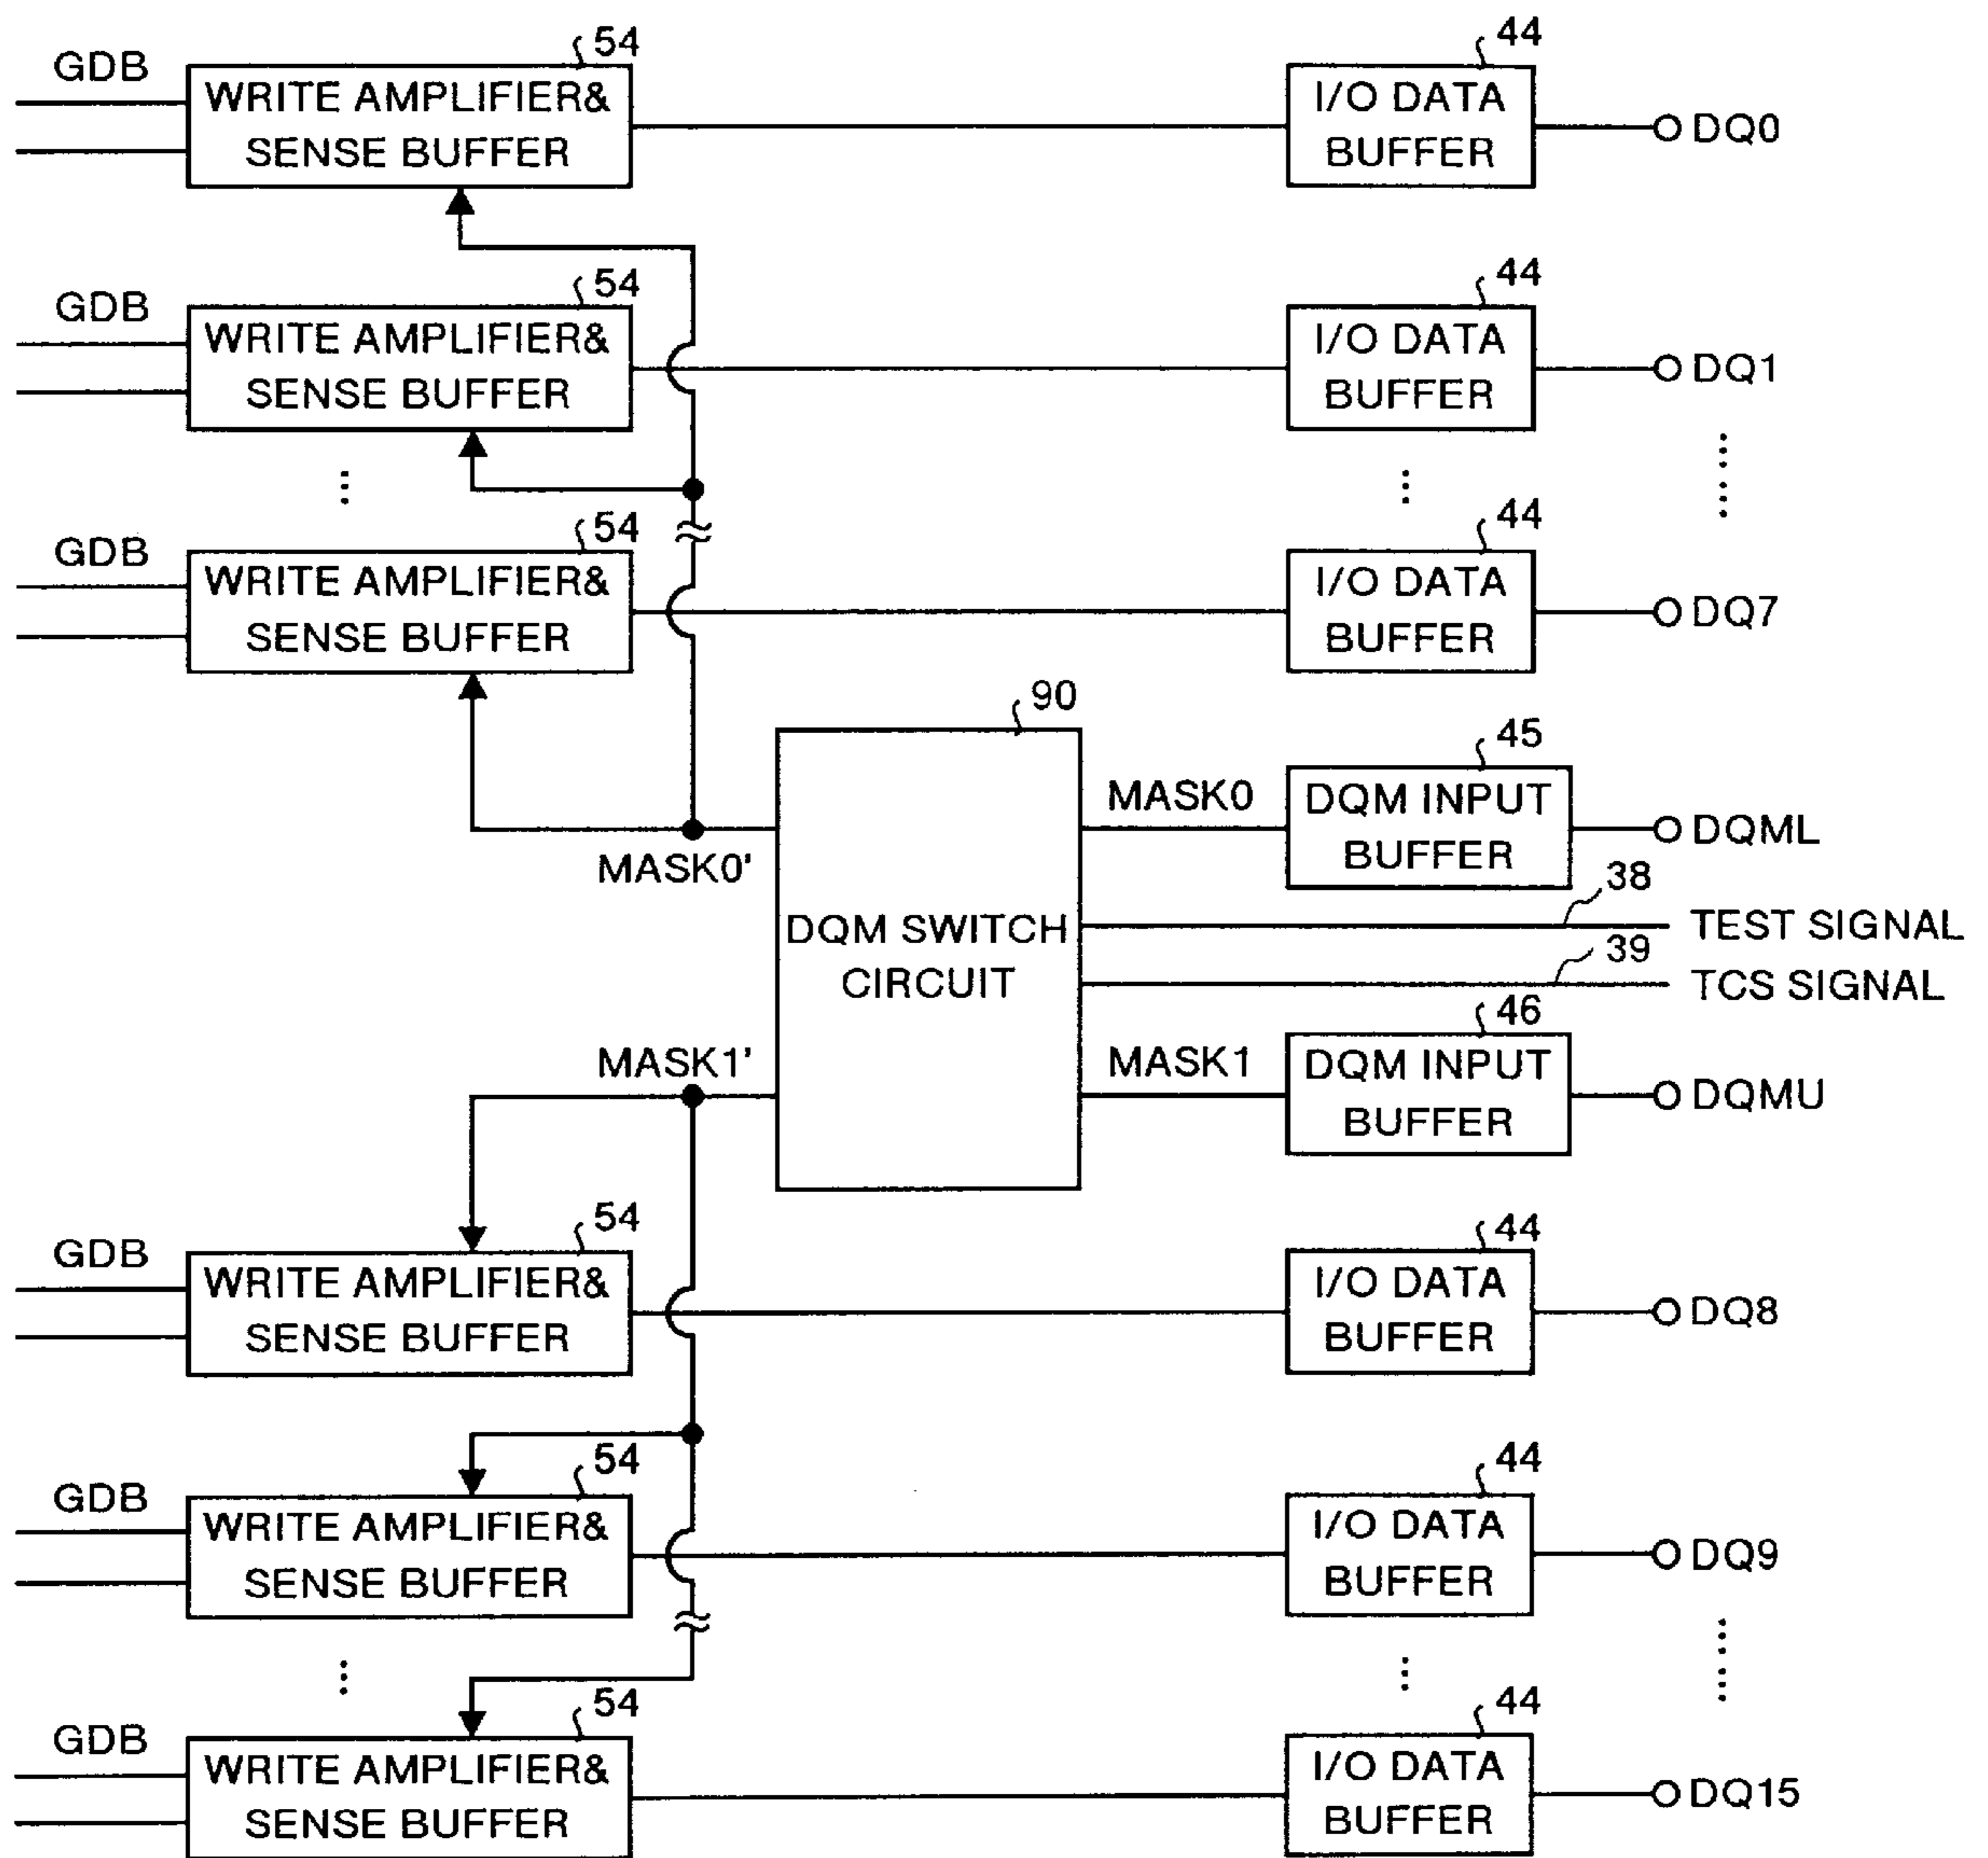 54
44
GDB
WRITE AMPLIFIER&
SENSE BUFFER
I/O DATA
BUFFER
DQ0
54
44
GDB
WRITE AMPLIFIER&
SENSE BUFFER
I/O DATA
BUFFER
DQ1
54
44
GDB
WRITE AMPLIFIER&
SENSE BUFFER
I/O DATA
BUFFER
DQ7
90
45
MASK0
DQM INPUT
BUFFER
DQML
MASK0'
38
DQM SWITCH
CIRCUIT
TEST SIGNAL
39
TCS SIGNAL
46
MASK1'
MASK1
DQM INPUT
BUFFER
DQMU
54
44
GDB
WRITE AMPLIFIER&
SENSE BUFFER
I/O DATA
BUFFER
DQ8
54
44
GDB
WRITE AMPLIFIER&
SENSE BUFFER
I/O DATA
BUFFER
DQ9
54
44
GDB
WRITE AMPLIFIER&
SENSE BUFFER
I/O DATA
BUFFER
DQ15